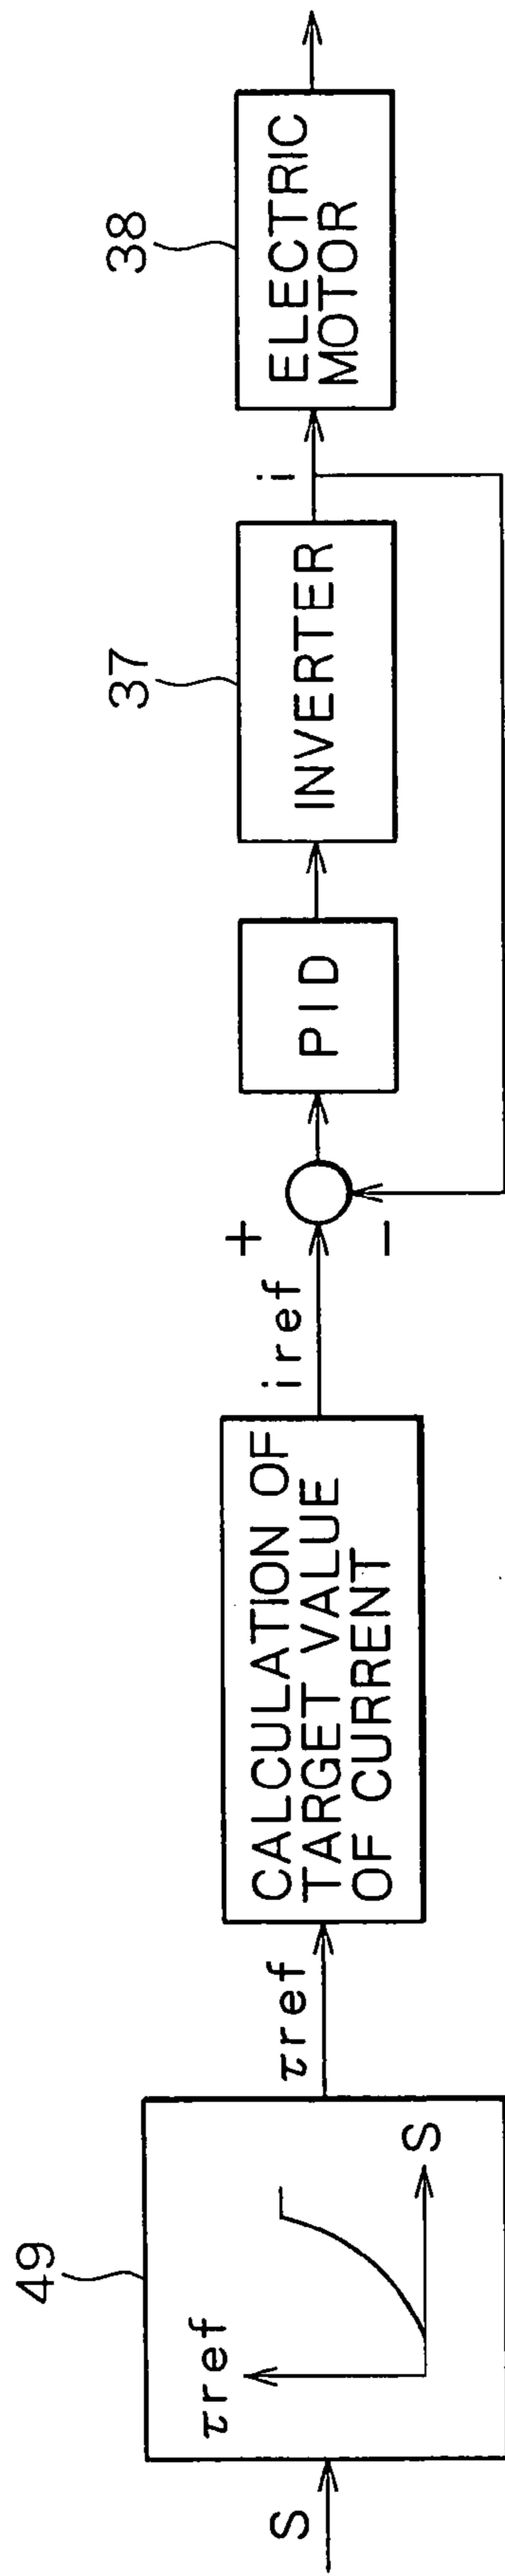 S
49
τref
S
τref
CALCULATION OF
TARGET VALUE
OF CURRENT
iref
+
−
PID
37
INVERTER
i
38
ELECTRIC
MOTOR